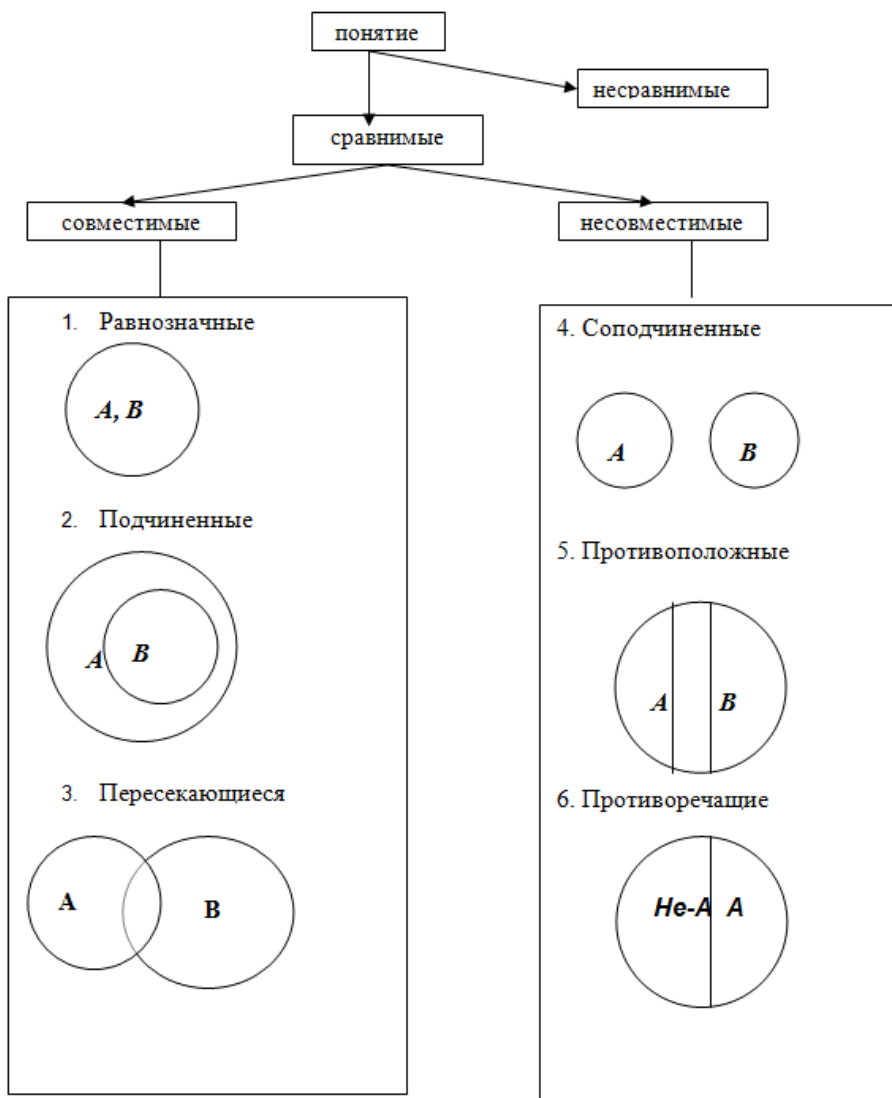 понятие
несравнимые
сравнимые
совместимые
несовместимые
1. Равнозначные
A, B
2. Подчиненные
A B
3. Пересекающиеся
A B
4. Соподчиненные
A B
5. Противоположные
A B
6. Противоречащие
Не-А А